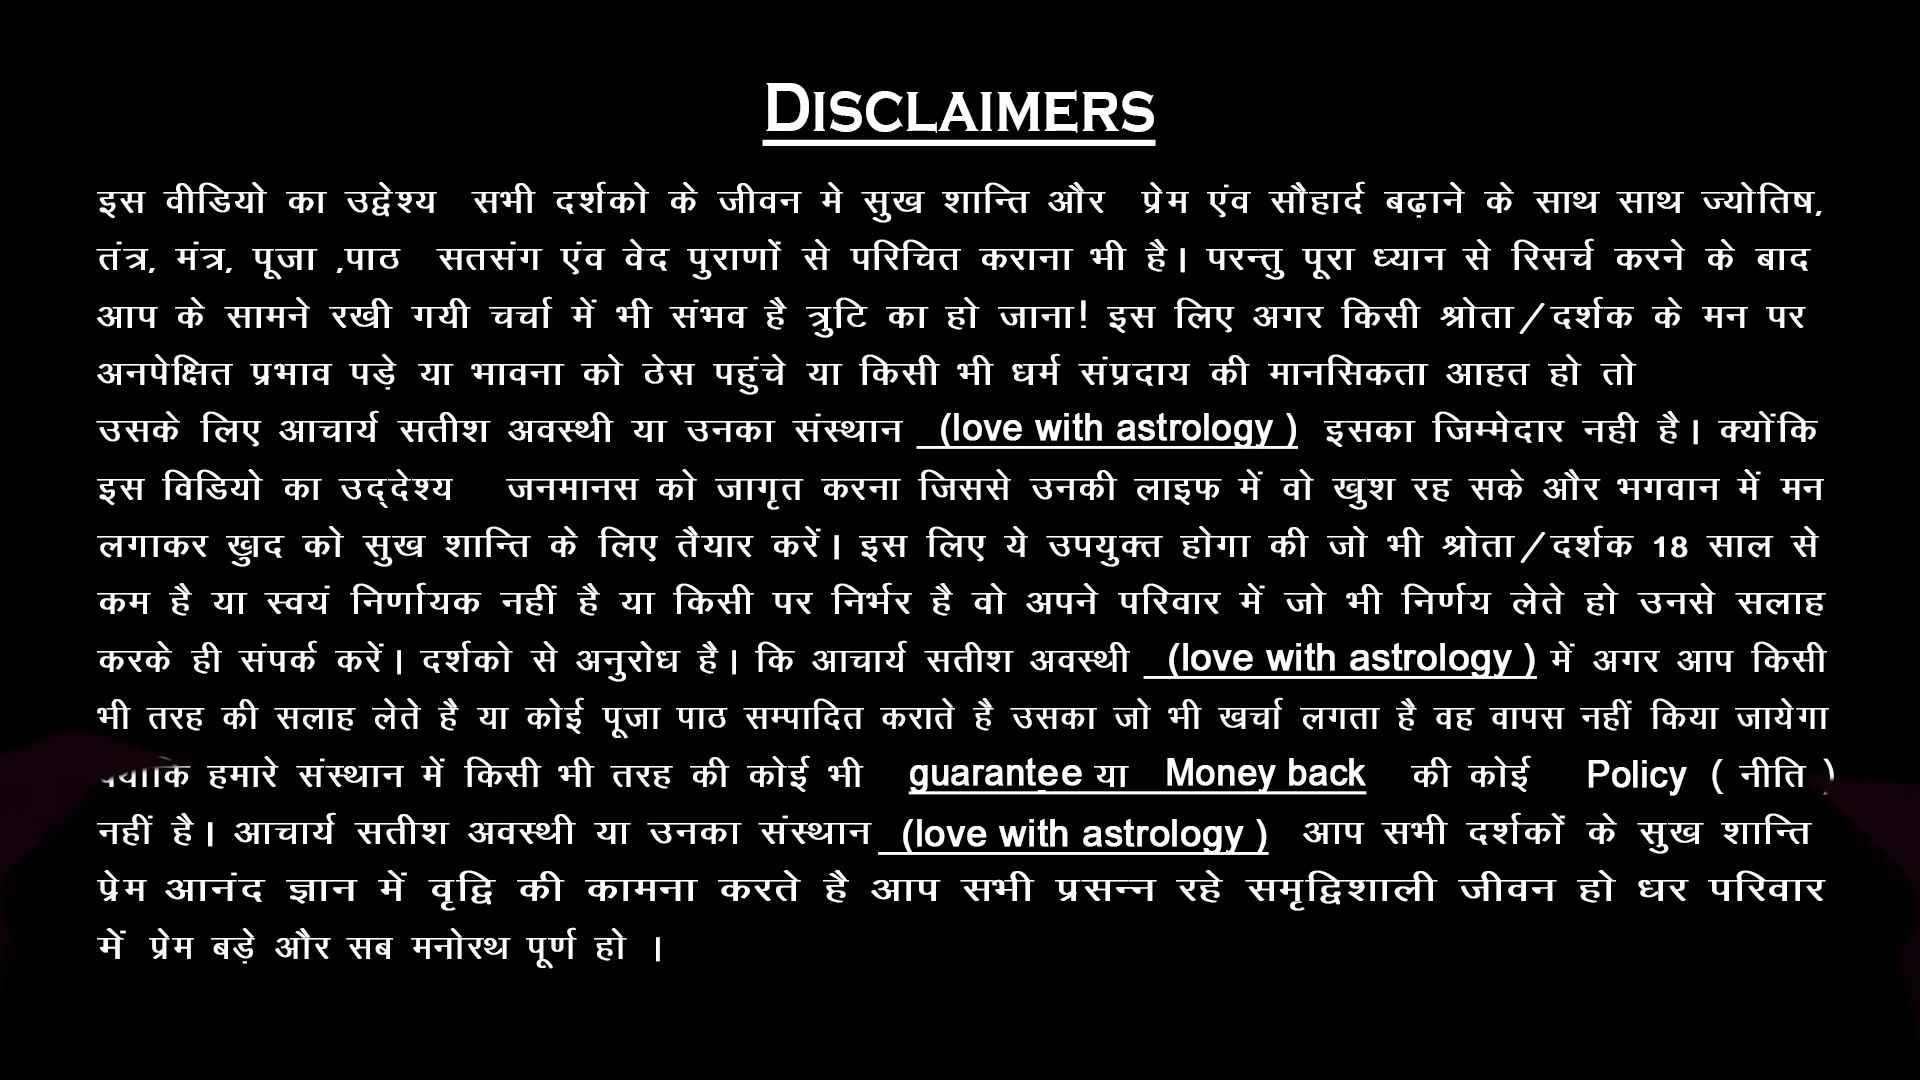 DISCLAIMERS
इस वीडियो का उद्वेश्य सभी दर्शको के जीवन मे सुख शान्ति और प्रेम एंव सौहार्द बढ़ाने के साथ साथ ज्योतिष,
तंत्र, मंत्र, पूजा ,पाठ सतसंग एंव वेद पुराणों से परिचित कराना भी है। परन्तु पूरा ध्यान से रिसर्च करने के बाद
आप के सामने रखी गयी चर्चा में भी संभव है त्रुटि का हो जाना! इस लिए अगर किसी श्रोता/दर्शक के मन पर
अनपेक्षित प्रभाव पड़े या भावना को ठेस पहुंचे या किसी भी धर्म संप्रदाय की मानसिकता आहत हो तो
उसके लिए आचार्य सतीश अवस्थी या उनका संस्थान (love with astrology ) इसका जिम्मेदार नही है। क्योंकि
इस विडियो का उद्देश्य जनमानस को जागृत करना जिससे उनकी लाइफ में वो खुश रह सके और भगवान में मन
लगाकर खुद को सुख शान्ति के लिए तैयार करें। इस लिए ये उपयुक्त होगा की जो भी श्रोता/दर्शक 18 साल से
कम है या स्वयं निर्णायक नहीं है या किसी पर निर्भर है वो अपने परिवार में जो भी निर्णय लेते हो उनसे सलाह
करके ही संपर्क करें। दर्शको से अनुरोध है। कि आचार्य सतीश अवस्थी (love with astrology ) में अगर आप किसी
भी तरह की सलाह लेते है या कोई पूजा पाठ सम्पादित कराते है उसका जो भी खर्चा लगता है वह वापस नहीं किया जायेगा
क्योंकि हमारे संस्थान में किसी भी तरह की कोई भी guarantee या Money back की कोई Policy ( नीति )
नहीं है। आचार्य सतीश अवस्थी या उनका संस्थान (love with astrology ) आप सभी दर्शकों के सुख शान्ति
प्रेम आनंद ज्ञान में वृद्वि की कामना करते है आप सभी प्रसन्न रहे समृद्विशाली जीवन हो धर परिवार
में प्रेम बड़े और सब मनोरथ पूर्ण हो ।